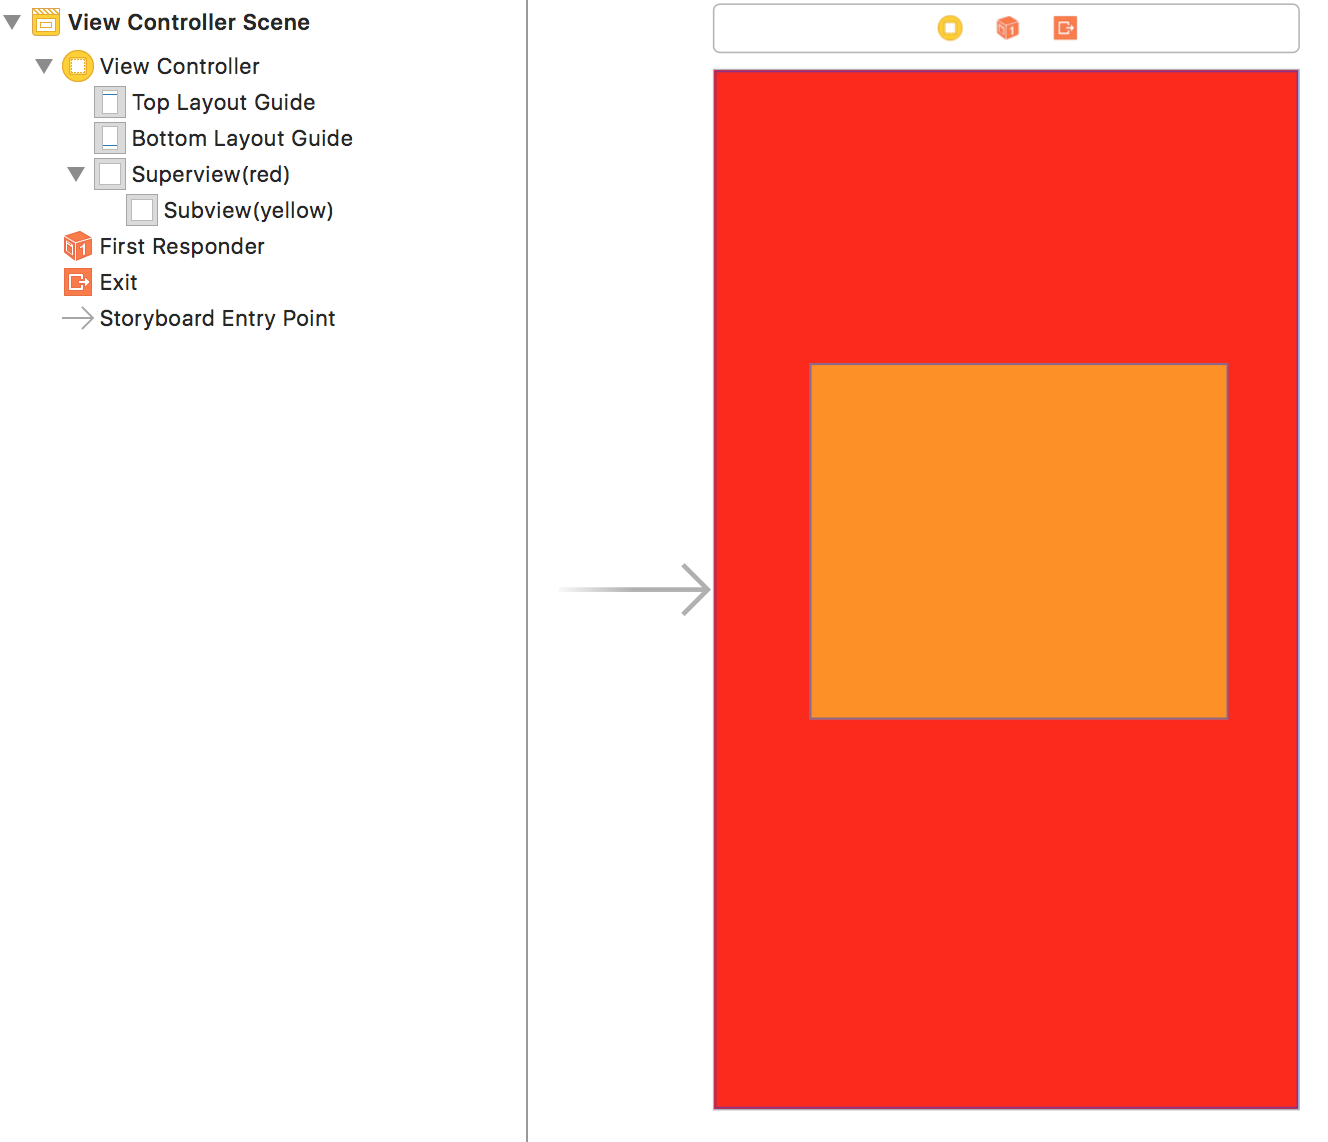 View Controller Scene
View Controller
Top Layout Guide
Bottom Layout Guide
Superview(red)
Subview(yellow)
First Responder
Exit
Storyboard Entry Point